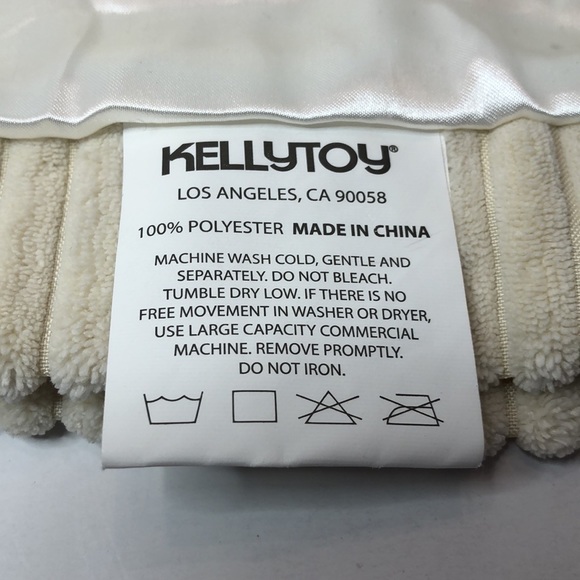 KELLYTOY®
LOS ANGELES, CA 90058
100% POLYESTER MADE IN CHINA
MACHINE WASH COLD, GENTLE AND
SEPARATELY. DO NOT BLEACH.
TUMBLE DRY LOW. IF THERE IS NO
FREE MOVEMENT IN WASHER OR DRYER,
USE LARGE CAPACITY COMMERCIAL
MACHINE. REMOVE PROMPTLY.
DO NOT IRON.